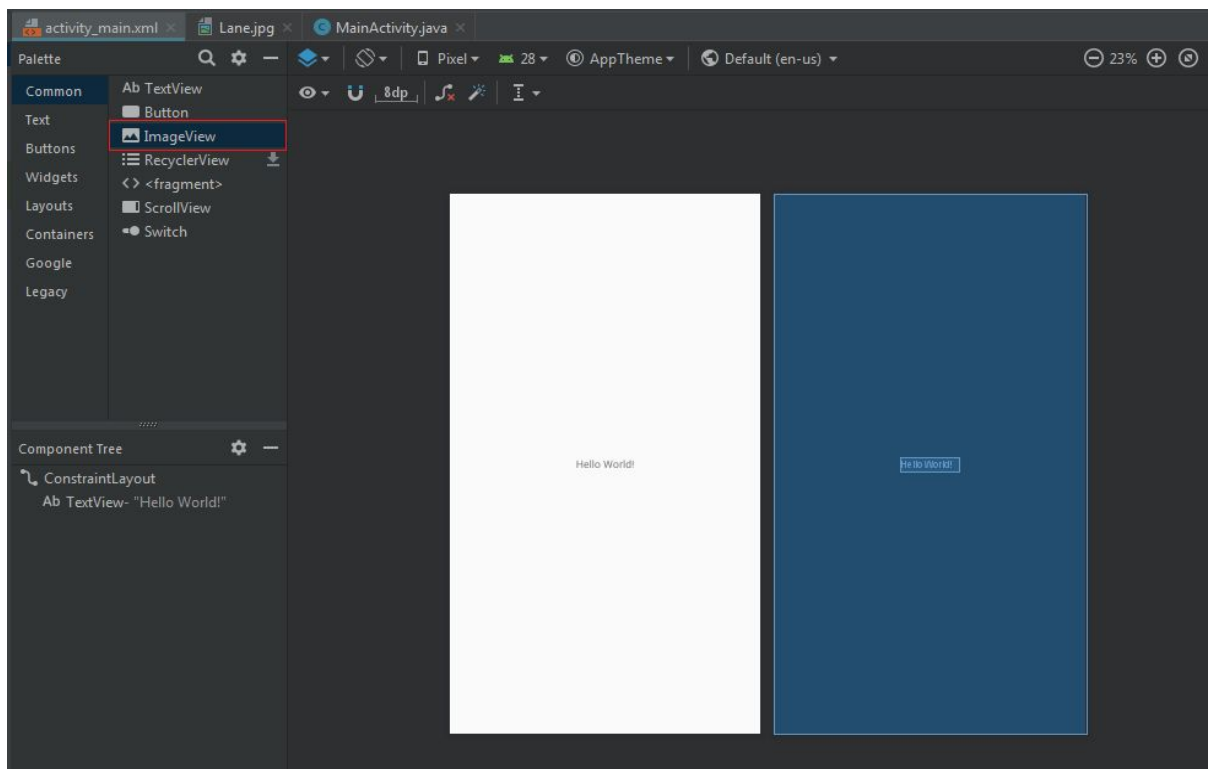 activity_main.xml Lane.jpg MainActivity.java
Palette Pixel 28 AppTheme Default (en-us) 23%
Common
Text
Buttons
Widgets
Layouts
Containers
Google
Legacy
Ab TextView
Button
ImageView
RecyclerView
<> <fragment>
ScrollView
Switch
8dp
Hello World!
Hello World!
Component Tree
ConstraintLayout
Ab TextView- "Hello World!"